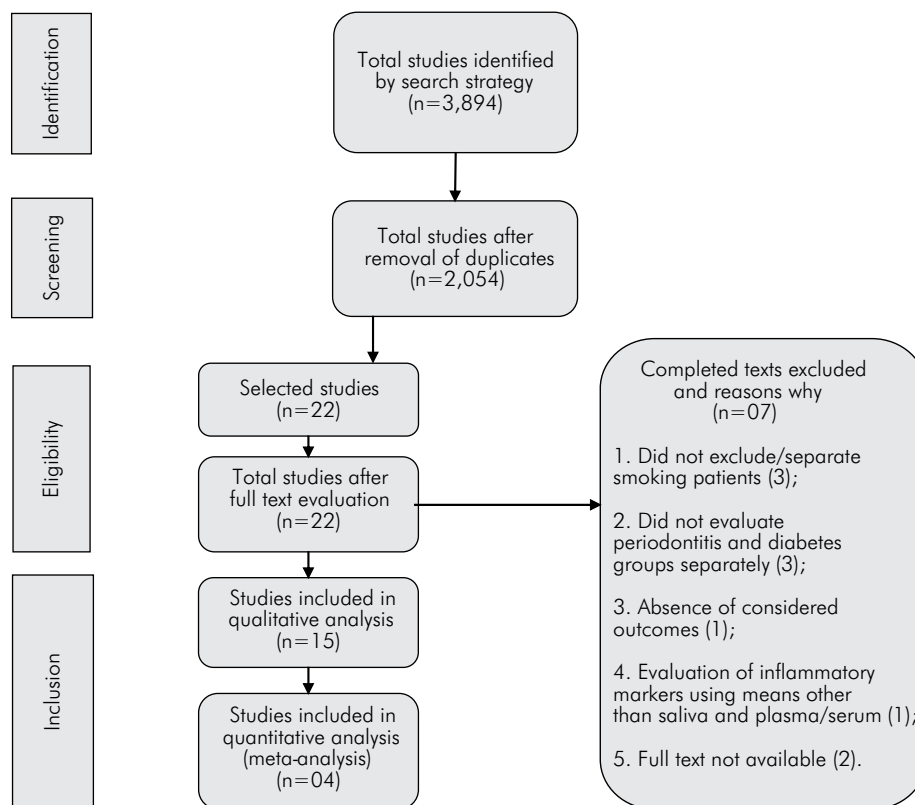 Identification
Total studies identified
by search strategy
(n=3,894)
Screening
Total studies after
removal of duplicates
(n=2,054)
Eligibility
Selected studies
(n=22)
Total studies after
full text evaluation
(n=22)
Completed texts excluded
and reasons why
(n=07)
1. Did not exclude/separate
smoking patients (3);
2. Did not evaluate
periodontitis and diabetes
groups separately (3);
3. Absence of considered
outcomes (1);
4. Evaluation of inflammatory
markers using means other
than saliva and plasma/serum (1);
5. Full text not available (2).
Inclusion
Studies included in
qualitative analysis
(n=15)
Studies included in
quantitative analysis
(meta-analysis)
(n=04)